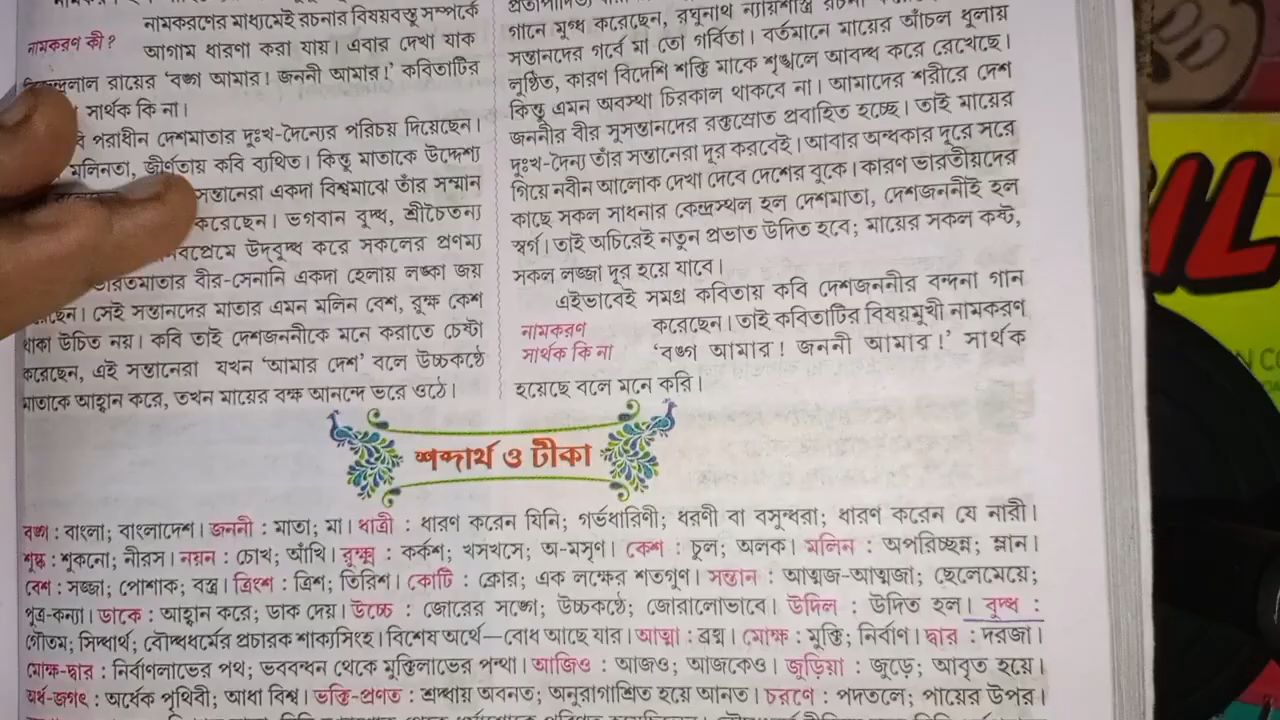 নামকরণের মাধ্যমেই রচনার বিষয়বস্তু সম্পর্কে
নামকরণ কী?
আগাম ধারণা করা যায়। এবার দেখা যাক
রায়ের ‘বঙ্গ আমার! জননী আমার!’ কবিতাটির
সার্থক কি না।
পরাধীন দেশমাতার দুঃখ-দৈন্যের পরিচয় দিয়েছেন।
মলিনতা, জীর্ণতায় কবি ব্যথিত। কিন্তু মাতাকে উদ্দেশ্য
সন্তানেরা একদা বিশ্বমাঝে তাঁর সম্মান
করেছেন। ভগবান বুদ্ধ, শ্রীচৈতন্য
উদ্‌বুদ্ধ করে সকলের প্রণম্য
বীর-সেনানি একদা হেলায় লঙ্কা জয়
সেই সন্তানদের মাতার এমন মলিন বেশ, রুক্ষ কেশ
থাকা উচিত নয়। কবি তাই দেশজননীকে মনে করাতে চেষ্টা
করেছেন, এই সন্তানেরা যখন ‘আমার দেশ’ বলে উচ্চকণ্ঠে
মাতাকে আহ্বান করে, তখন মায়ের বক্ষ আনন্দে ভরে ওঠে।
গানে মুগ্ধ করেছেন, রঘুনাথ ন্যায়শাস্ত্র
সন্তানদের গর্বে মা তো গর্বিতা। বর্তমানে মায়ের আঁচল ধুলায়
লুণ্ঠিত, কারণ বিদেশি শক্তি মাকে শৃঙ্খলে আবদ্ধ করে রেখেছে।
কিন্তু এমন অবস্থা চিরকাল থাকবে না। আমাদের শরীরে দেশ
জননীর বীর সুসন্তানদের রক্তস্রোত প্রবাহিত হচ্ছে। তাই মায়ের
দুঃখ-দৈন্য তাঁর সন্তানেরা দূর করবেই। আবার অন্ধকার দূরে সরে
গিয়ে নবীন আলোক দেখা দেবে দেশের বুকে। কারণ ভারতীয়দের
কাছে সকল সাধনার কেন্দ্রস্থল হল দেশমাতা, দেশজননীই হল
স্বর্গ। তাই অচিরেই নতুন প্রভাত উদিত হবে; মায়ের সকল কষ্ট,
সকল লজ্জা দূর হয়ে যাবে।
এইভাবেই সমগ্র কবিতায় কবি দেশজননীর বন্দনা গান
নামকরণ
সার্থক কি না
করেছেন। তাই কবিতাটির বিষয়মুখী নামকরণ
‘বঙ্গ আমার! জননী আমার!’ সার্থক
হয়েছে বলে মনে করি।
শব্দার্থ ও টীকা
বঙ্গ : বাংলা; বাংলাদেশ। জননী : মাতা; মা। ধাত্রী : ধারণ করেন যিনি; গর্ভধারিণী; ধরণী বা বসুন্ধরা; ধারণ করেন যে নারী।
শুষ্ক : শুকনো; নীরস। নয়ন : চোখ; আঁখি। রুক্ষ : কর্কশ; খসখসে; অ-মসৃণ। কেশ : চুল; অলক। মলিন : অপরিচ্ছন্ন; ম্লান।
বেশ : সজ্জা; পোশাক; বস্ত্র। ত্রিংশ : ত্রিশ; তিরিশ। কোটি : ক্রোর; এক লক্ষের শতগুণ। সন্তান : আত্মজ-আত্মজা; ছেলেমেয়ে;
পুত্র-কন্যা। ডাকে : আহ্বান করে; ডাক দেয়। উচ্চে : জোরের সঙ্গে; উচ্চকণ্ঠে; জোরালোভাবে। উদিল : উদিত হল। বুদ্ধ :
গৌতম; সিদ্ধার্থ; বৌদ্ধধর্মের প্রচারক শাক্যসিংহ। বিশেষ অর্থে—বোধ আছে যার। আত্মা : ব্রহ্ম। মোক্ষ : মুক্তি; নির্বাণ। দ্বার : দরজা।
মোক্ষ-দ্বার : নির্বাণলাভের পথ; ভববন্ধন থেকে মুক্তিলাভের পন্থা। আজিও : আজও; আজকেও। জুড়িয়া : জুড়ে; আবৃত হয়ে।
অর্ধ-জগৎ : অর্ধেক পৃথিবী; আধা বিশ্ব। ভক্তি-প্রণত : শ্রদ্ধায় অবনত; অনুরাগাশ্রিত হয়ে আনত। চরণে : পদতলে; পায়ের উপর।